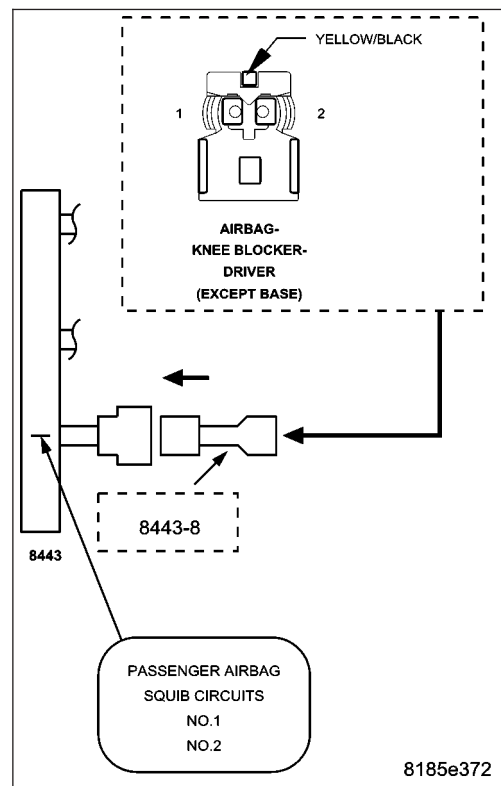 YELLOW/BLACK
1
2
AIRBAG-
KNEE BLOCKER-
DRIVER
(EXCEPT BASE)
8443-8
8443
PASSENGER AIRBAG
SQUIB CIRCUITS
NO.1
NO.2
8185e372